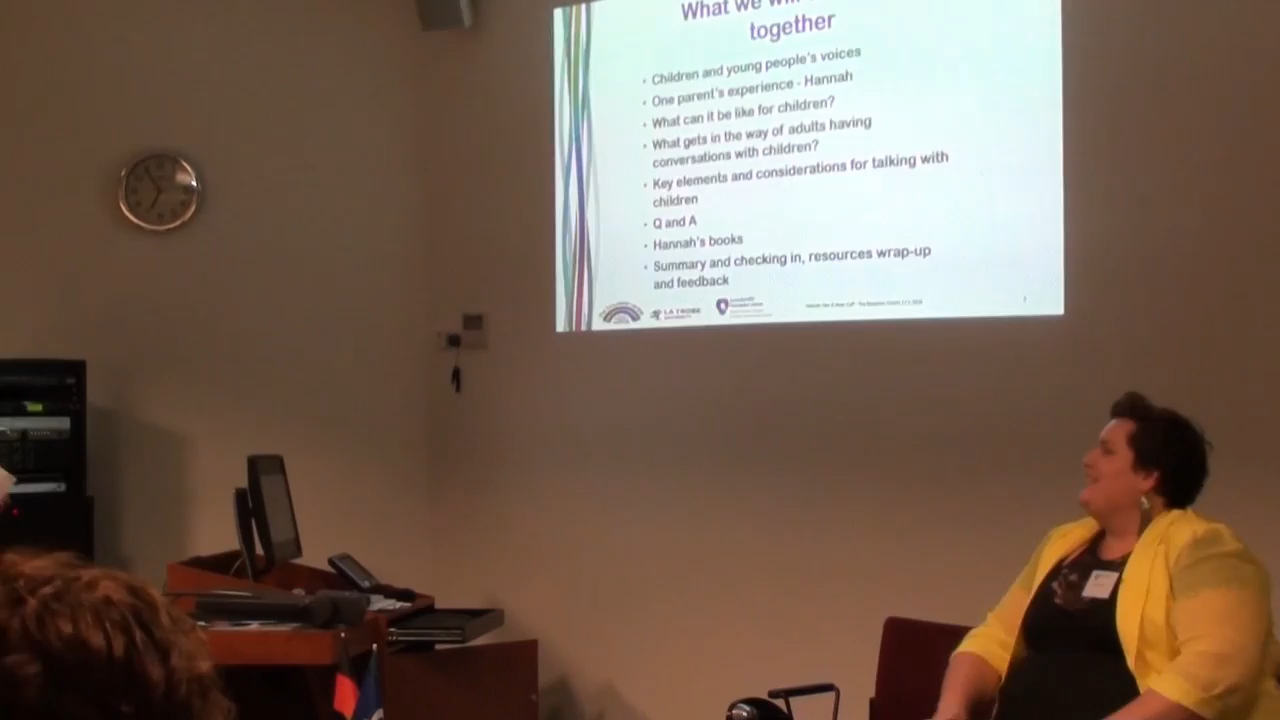 What we
together
• Children and young people's voices
• One parent's experience - Hannah
• What can it be like for children?
• What gets in the way of adults having
conversations with children?
• Key elements and considerations for talking with
children
• Q and A
• Hannah's books
• Summary and checking in, resources wrap-up
and feedback
LA TROBE
UNIVERSITY